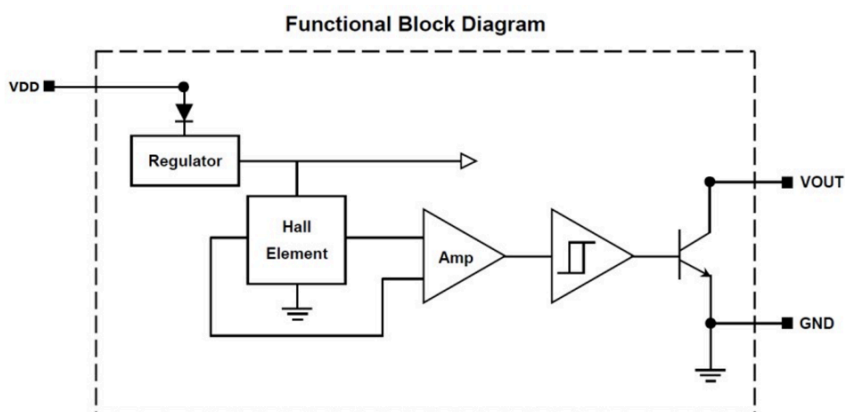 Functional Block Diagram
VDD
Regulator
VOUT
Hall
Element
Amp
GND